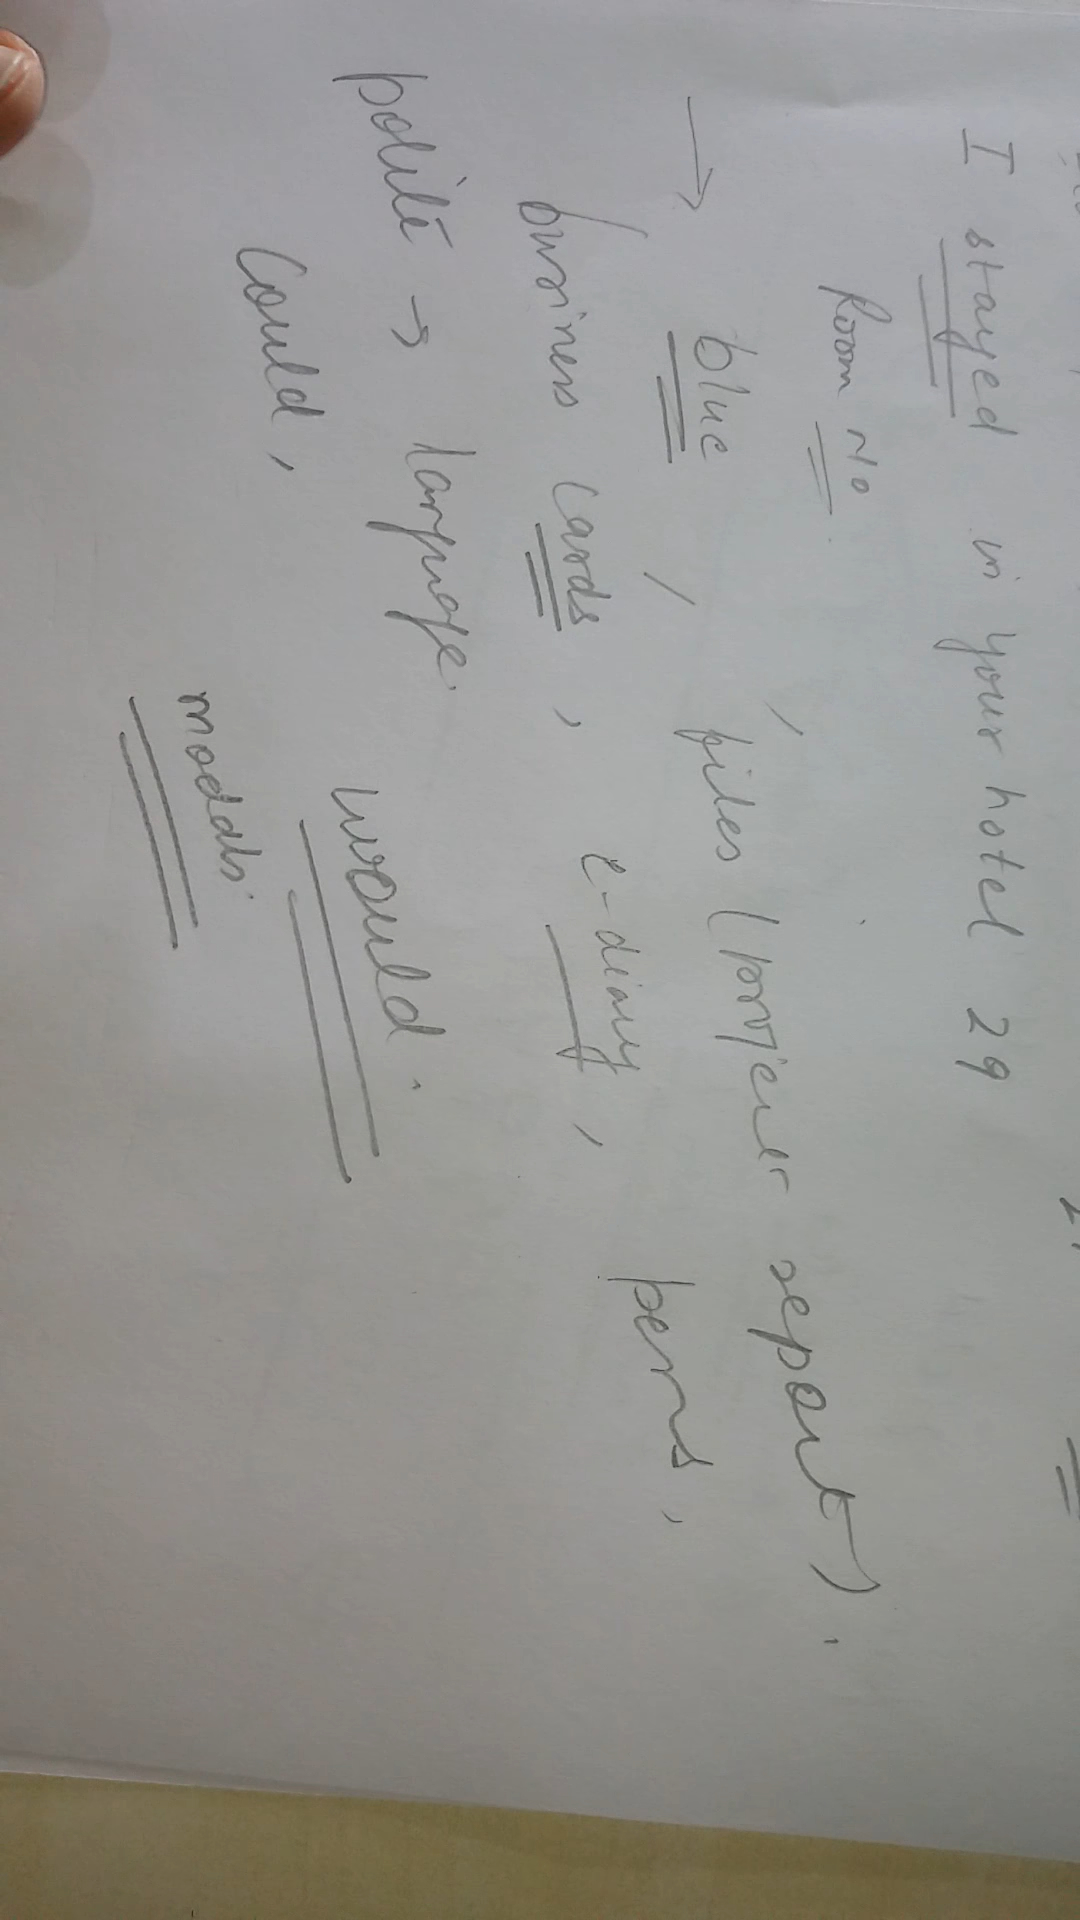 I stayed in your hotel 29
Room No
, files (project report).
→ blue ,
business cards, e-diary, pens,
polite → language.
could, would.
modals.